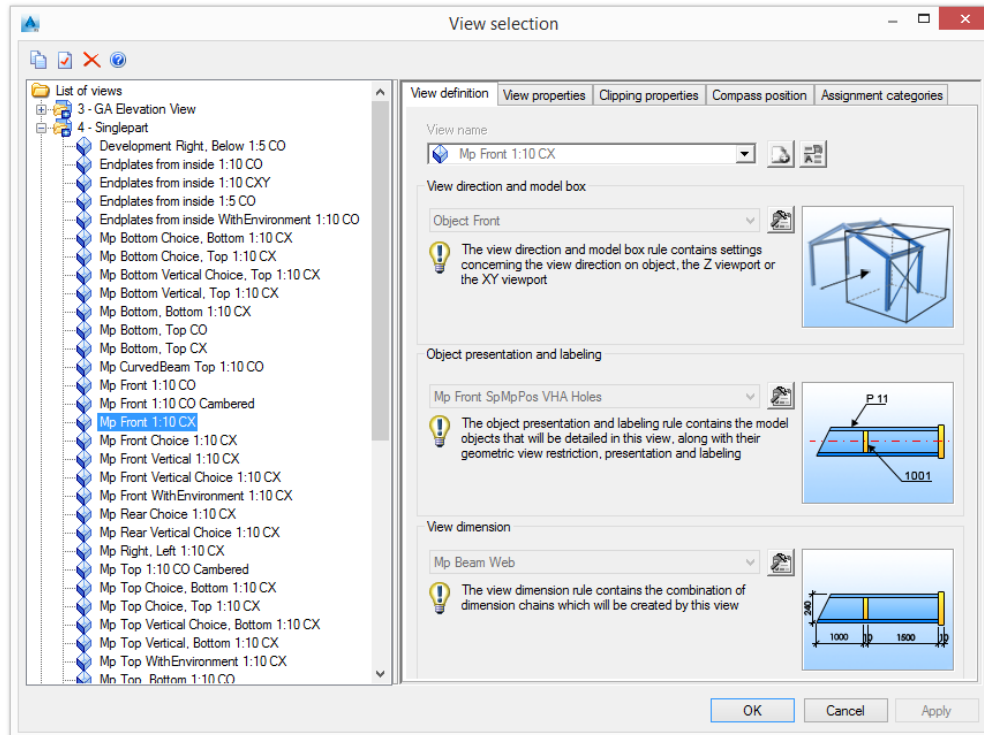 View selection
List of views
3 - GA Elevation View
4 - Singlepart
Development Right, Below 1:5 CO
Endplates from inside 1:10 CO
Endplates from inside 1:10 CXY
Endplates from inside 1:5 CO
Endplates from inside WithEnvironment 1:10 CO
Mp Bottom Choice, Bottom 1:10 CX
Mp Bottom Choice, Top 1:10 CX
Mp Bottom Vertical Choice, Top 1:10 CX
Mp Bottom Vertical, Top 1:10 CX
Mp Bottom, Bottom 1:10 CX
Mp Bottom, Top CO
Mp Bottom, Top CX
Mp CurvedBeam Top 1:10 CO
Mp Front 1:10 CO
Mp Front 1:10 CO Cambered
Mp Front 1:10 CX
Mp Front Choice 1:10 CX
Mp Front Vertical 1:10 CX
Mp Front Vertical Choice 1:10 CX
Mp Front WithEnvironment 1:10 CX
Mp Rear Choice 1:10 CX
Mp Rear Vertical Choice 1:10 CX
Mp Right, Left 1:10 CX
Mp Top 1:10 CO Cambered
Mp Top Choice, Bottom 1:10 CX
Mp Top Choice, Top 1:10 CX
Mp Top Vertical Choice, Bottom 1:10 CX
Mp Top Vertical, Bottom 1:10 CX
Mp Top WithEnvironment 1:10 CX
Mp Top, Bottom 1:10 CO
View definition View properties Clipping properties Compass position Assignment categories
View name
Mp Front 1:10 CX
View direction and model box
Object Front
The view direction and model box rule contains settings
concerning the view direction on object, the Z viewport or
the XY viewport
Object presentation and labeling
Mp Front SpMpPos VHA Holes
The object presentation and labeling rule contains the model
objects that will be detailed in this view, along with their
geometric view restriction, presentation and labeling
P 11
1001
View dimension
Mp Beam Web
The view dimension rule contains the combination of
dimension chains which will be created by this view
240
1000 10 1500 10
OK Cancel Apply